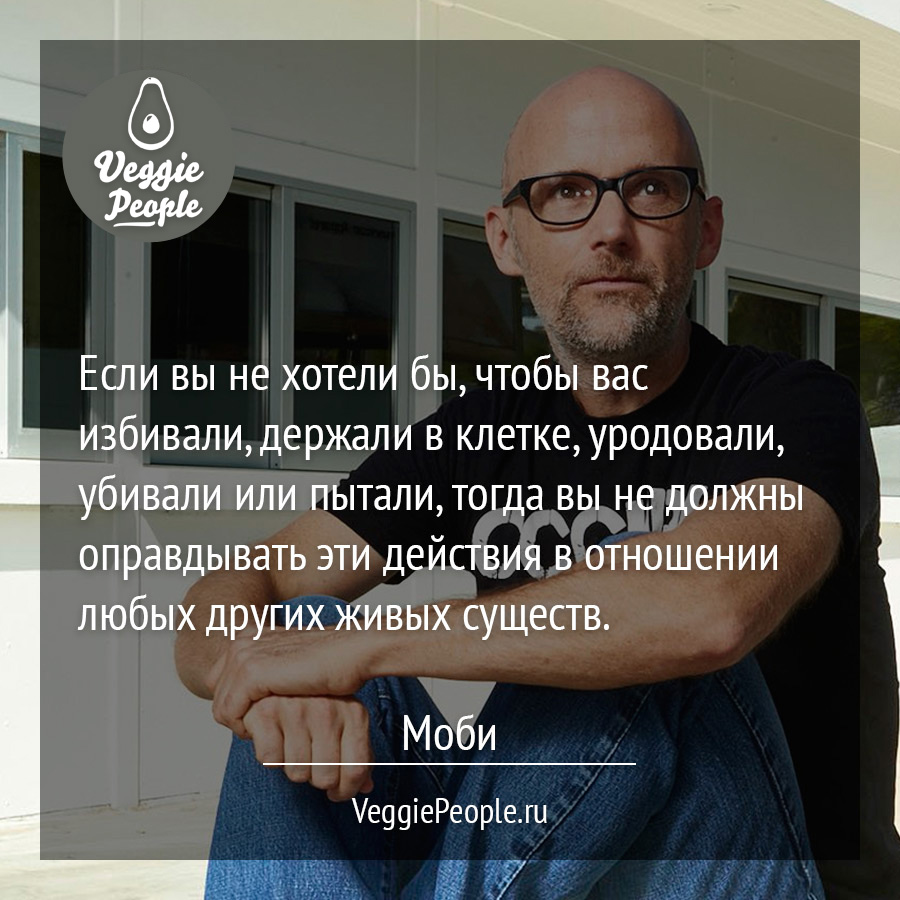 Veggie
People
Если вы не хотели бы, чтобы вас
избивали, держали в клетке, уродовали,
убивали или пытали, тогда вы не должны
оправдывать эти действия в отношении
любых других живых существ.
Моби
VeggiePeople.ru